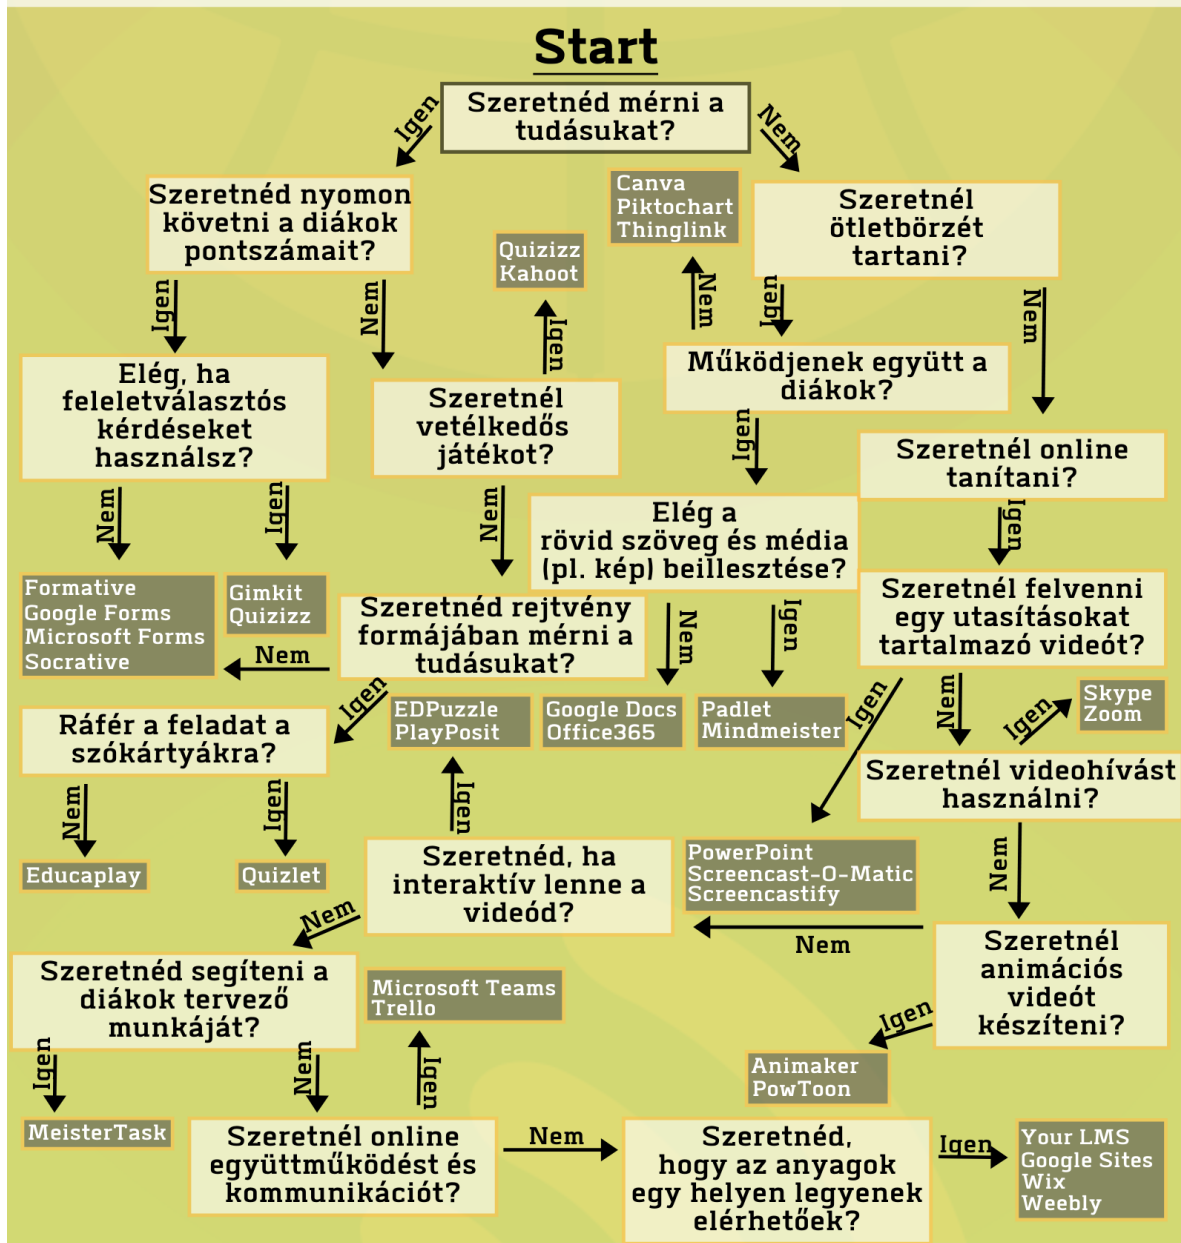 Start
Szeretnéd mérni a
tudásukat?
Igen
Nem
Szeretnéd nyomon
követni a diákok
pontszámait?
Canva
Piktochart
Thinglink
Szeretnél
ötletbörzét
tartani?
Quizizz
Kahoot
Igen
Nem
Igen
Nem
Igen
Nem
Elég, ha
feleletválasztós
kérdéseket
használsz?
Szeretnél
vetélkedős
játékot?
Működjenek együtt a
diákok?
Igen
Szeretnél online
tanítani?
Nem
Igen
Nem
Elég a
rövid szöveg és média
(pl. kép) beillesztése?
Igen
Formative
Google Forms
Microsoft Forms
Socrative
Gimkit
Quizizz
Szeretnéd rejtvény
formájában mérni a
tudásukat?
Nem
Nem
Igen
Szeretnél felvenni
egy utasításokat
tartalmazó videót?
Igen
Ráfér a feladat a
szókártyákra?
EDPuzzle
PlayPosit
Google Docs
Office365
Padlet
Mindmeister
Igen
Nem
Igen
Skype
Zoom
Nem
Igen
Igen
Szeretnél videohívást
használni?
Educaplay
Quizlet
Szeretnéd, ha
interaktív lenne a
videód?
PowerPoint
Screencast-O-Matic
Screencastify
Nem
Nem
Nem
Szeretnéd segíteni a
diákok tervező
munkáját?
Microsoft Teams
Trello
Szeretnél
animációs
videót
készíteni?
Igen
Igen
Nem
Igen
Animaker
PowToon
MeisterTask
Szeretnél online
együttműködést és
kommunikációt?
Nem
Szeretnéd,
hogy az anyagok
egy helyen legyenek
elérhetőek?
Igen
Your LMS
Google Sites
Wix
Weebly